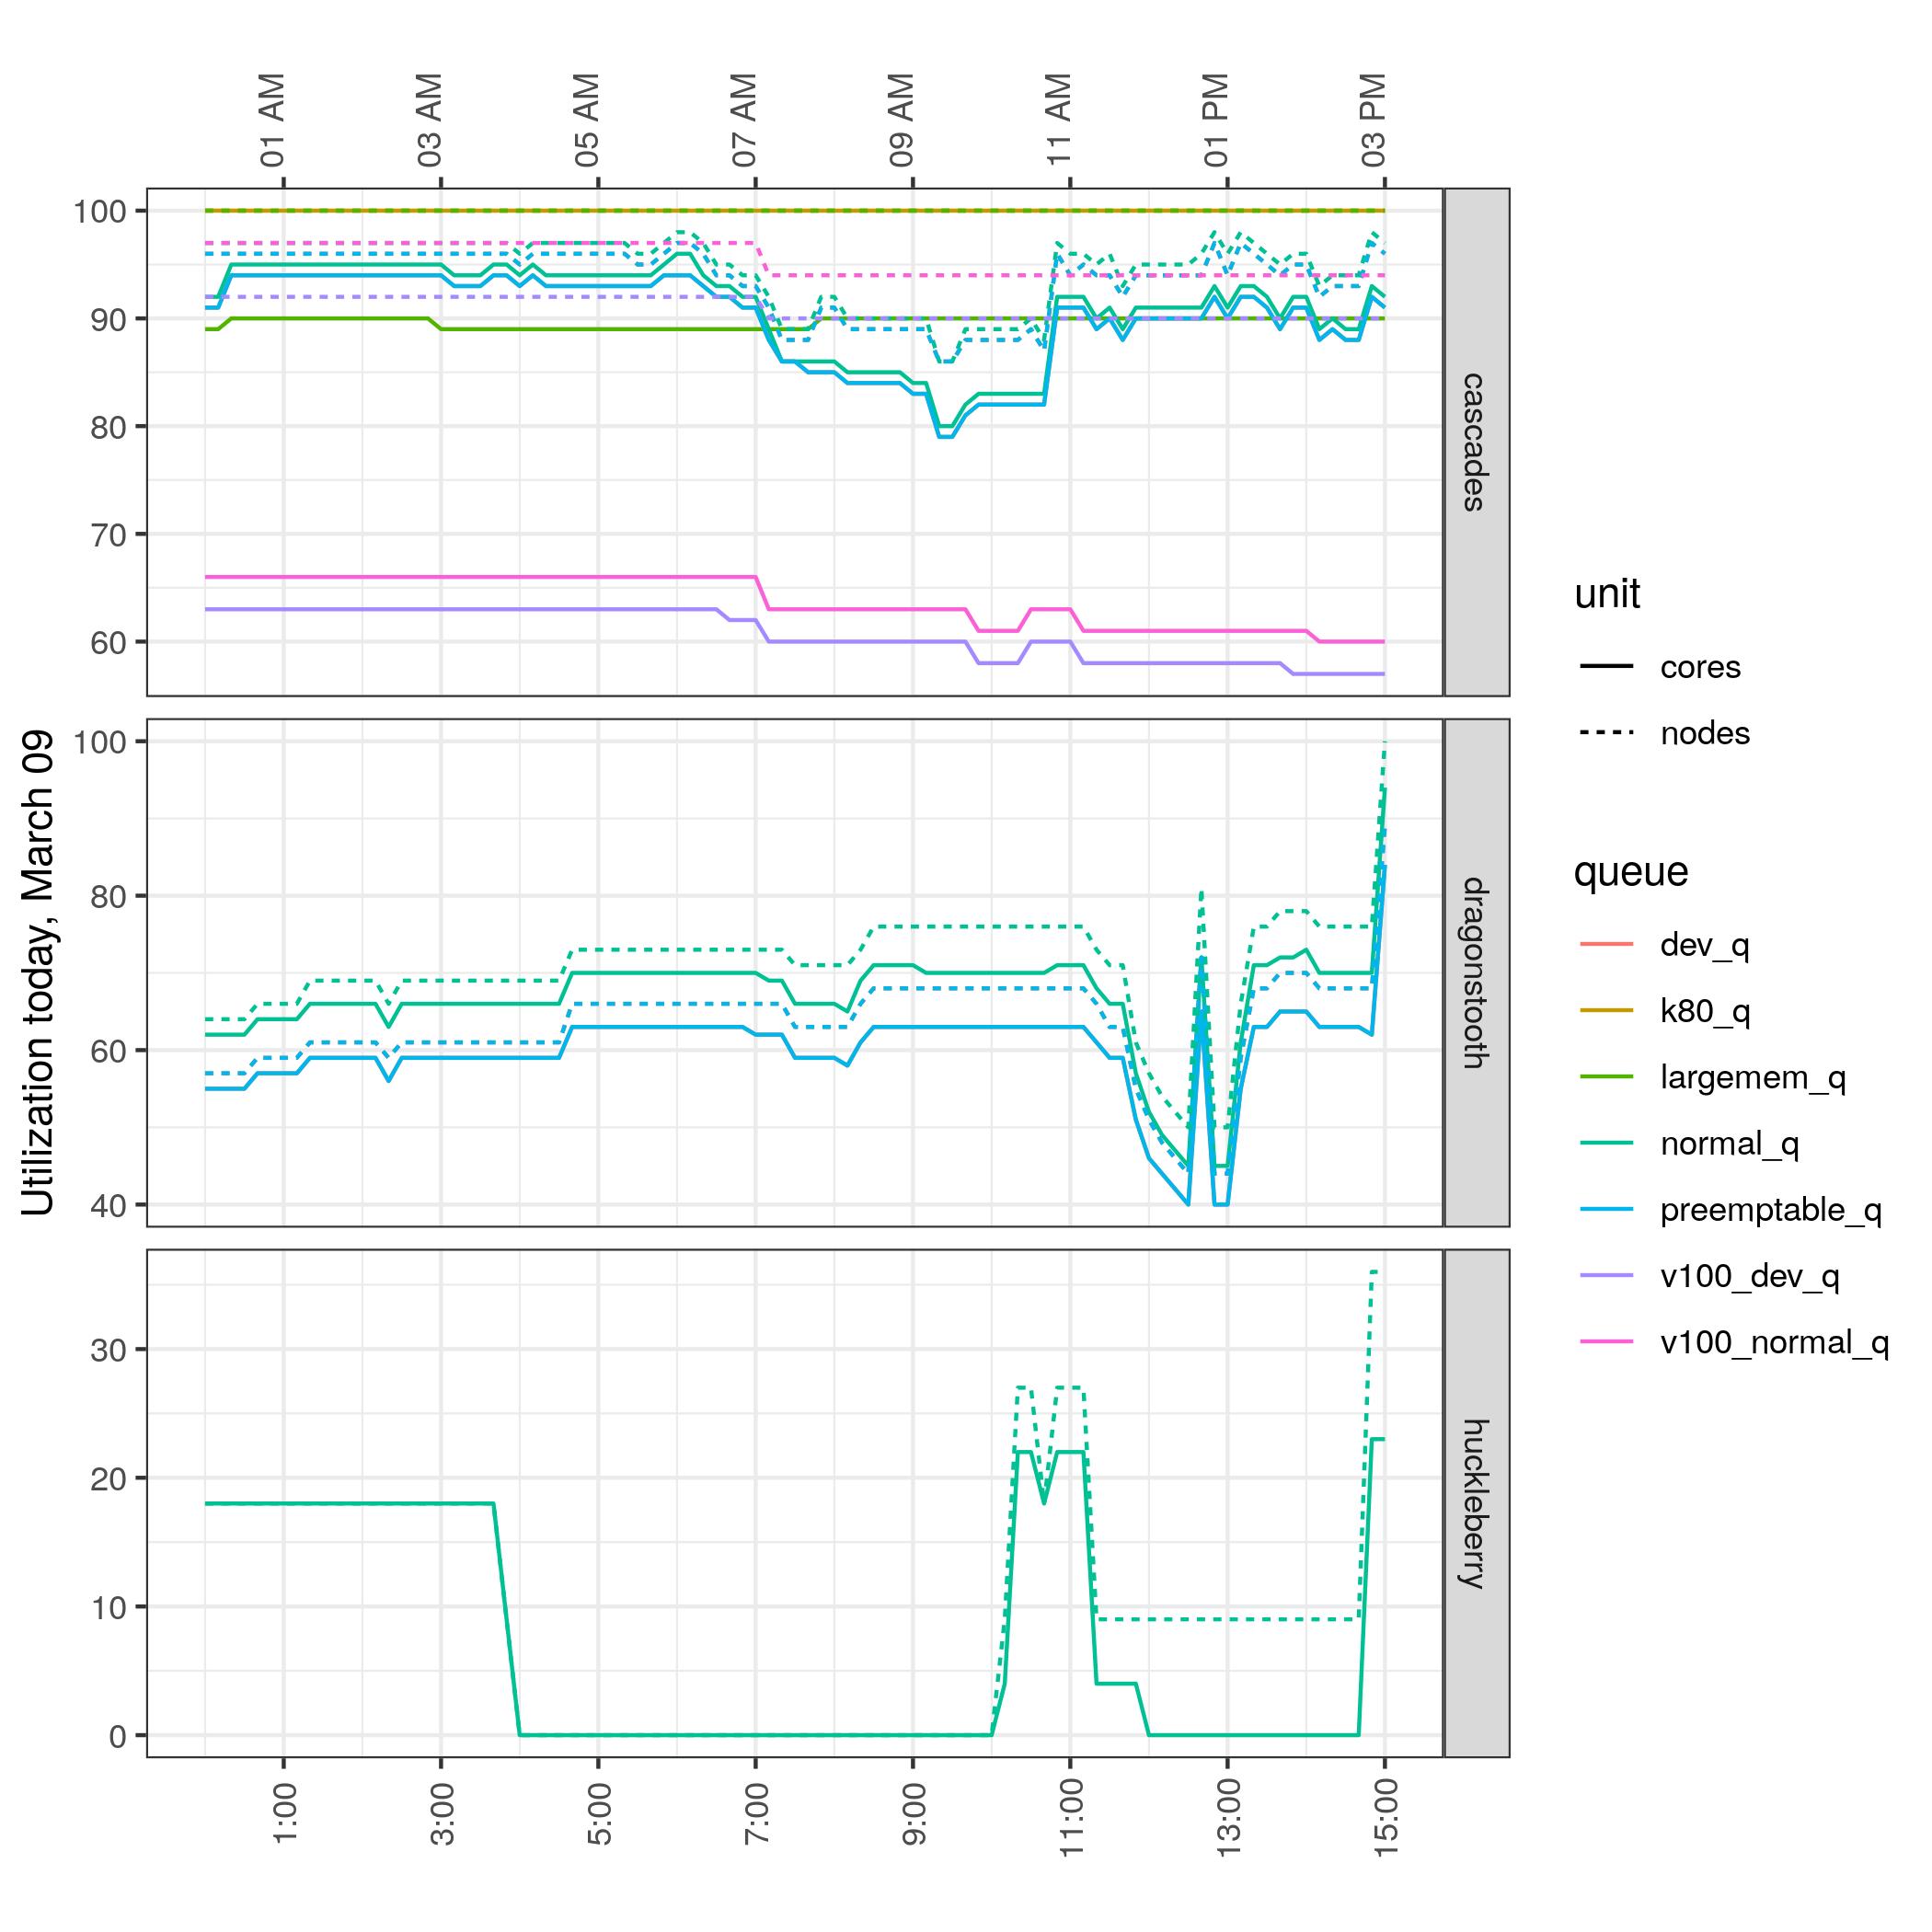 01 AM
03 AM
05 AM
07 AM
09 AM
11 AM
01 PM
03 PM
Utilization today, March 09
100
90
80
70
60
cascades
100
80
60
40
dragonstooth
30
20
10
0
huckleberry
1:00
3:00
5:00
7:00
9:00
11:00
13:00
15:00
unit
cores
nodes
queue
dev_q
k80_q
largemem_q
normal_q
preemptable_q
v100_dev_q
v100_normal_q